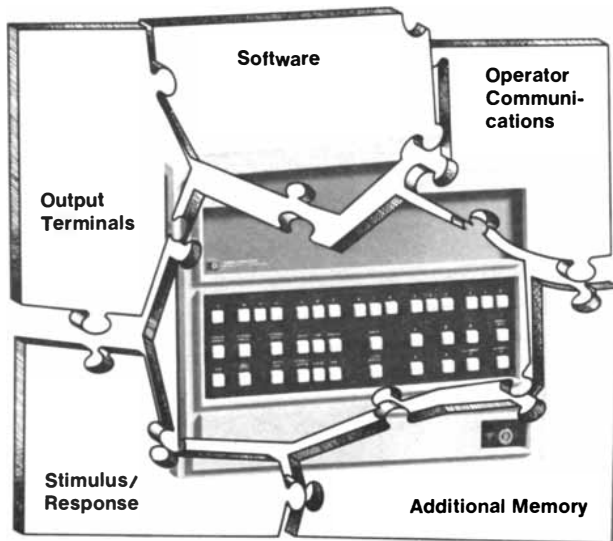 Software
Operator
Communi-
cations
Output
Terminals
Stimulus/
Response
Additional Memory